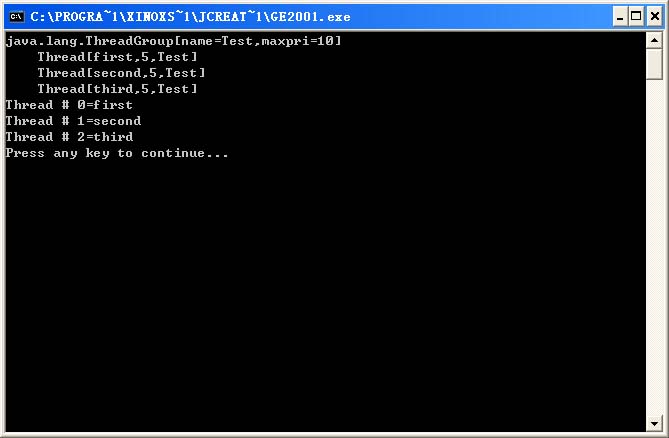 C:\PROGRA~1\XINOXS~1\JCREAT~1\GE2001.exe
java.lang.ThreadGroup[name=Test,maxpri=10]
    Thread[first,5,Test]
    Thread[second,5,Test]
    Thread[third,5,Test]
Thread # 0=first
Thread # 1=second
Thread # 2=third
Press any key to continue...